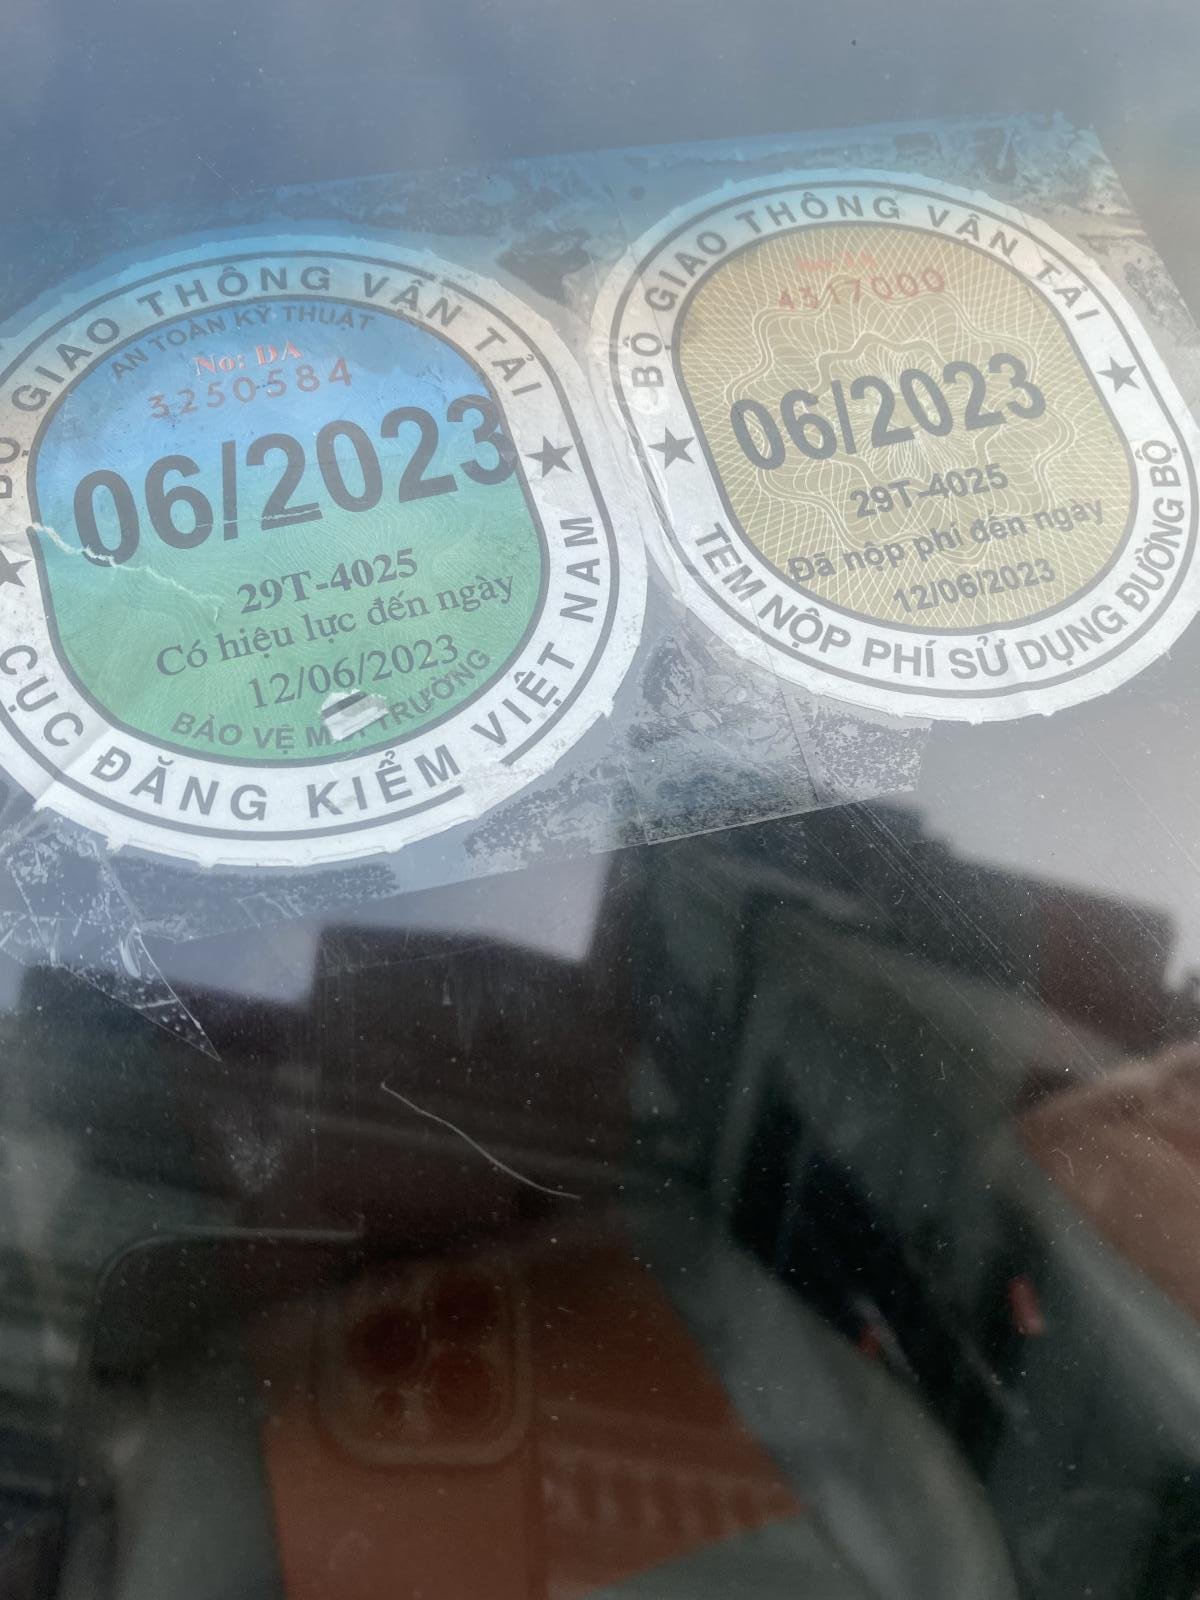 BỘ GIAO THÔNG VẬN TẢI
AN TOÀN KỸ THUẬT
No: DA
3250584
06/2023
29T-4025
Có hiệu lực đến ngày
12/06/2023
BẢO VỆ TRƯỜNG
CỤC ĐĂNG KIỂM VIỆT NAM
BỘ GIAO THÔNG VẬN TẢI
4317000
06/2023
29T-4025
Đã nộp phí đến ngày
12/06/2023
TEM NỘP PHÍ SỬ DỤNG ĐƯỜNG BỘ